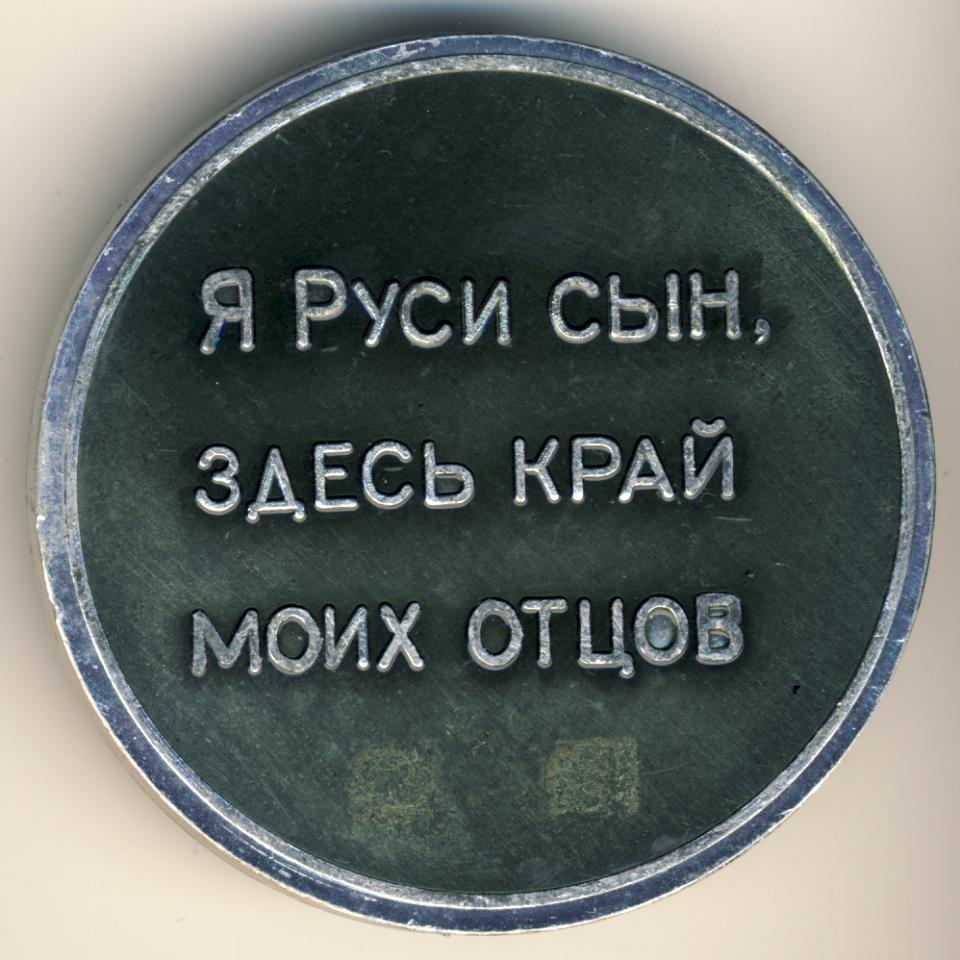 Я РУСИ СЫН,
ЗДЕСЬ КРАЙ
МОИХ ОТЦОВ